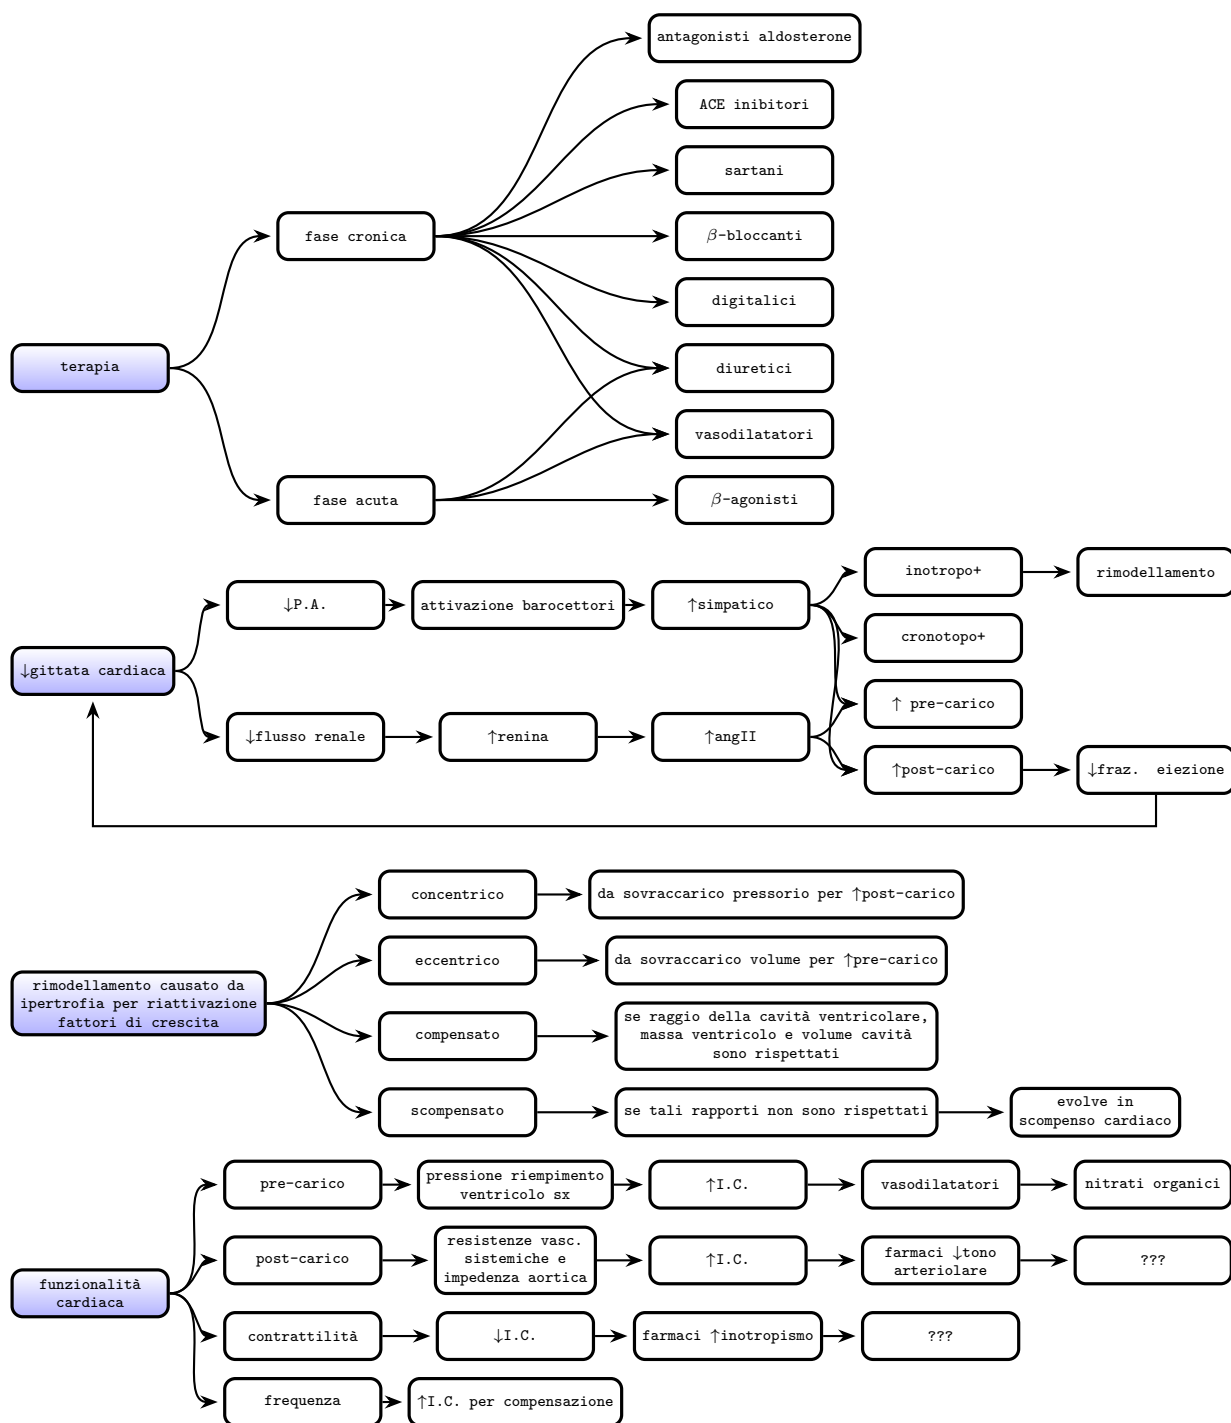 antagonisti aldosterone
ACE inibitori
sartani
fase cronica
β-bloccanti
digitalici
terapia
diuretici
vasodilatatori
fase acuta
β-agonisti
inotropo+
rimodellamento
↓P.A.
attivazione barocettori
↑simpatico
cronotopo+
↓gittata cardiaca
↑ pre-carico
↓flusso renale
↑renina
↑angII
↑post-carico
↓fraz. eiezione
concentrico
da sovraccarico pressorio per ↑post-carico
eccentrico
da sovraccarico volume per ↑pre-carico
rimodellamento causato da
ipertrofia per riattivazione
fattori di crescita
compensato
se raggio della cavità ventricolare,
massa ventricolo e volume cavità
sono rispettati
scompensato
se tali rapporti non sono rispettati
evolve in
scompenso cardiaco
pre-carico
pressione riempimento
ventricolo sx
↑I.C.
vasodilatatori
nitrati organici
post-carico
resistenze vasc.
sistemiche e
impedenza aortica
↑I.C.
farmaci ↓tono
arteriolare
???
funzionalità
cardiaca
contrattilità
↓I.C.
farmaci ↑inotropismo
???
frequenza
↑I.C. per compensazione